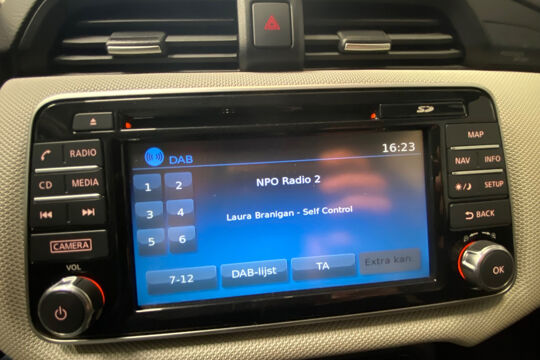 SD
RADIO
CD MEDIA
CAMERA
VOL
DAB
16:23
1 2
NPO Radio 2
3 4
Laura Branigan - Self Control
5 6
7-12
DAB-lijst
TA
Extra kan.
MAP
NAV INFO
SETUP
BACK
OK